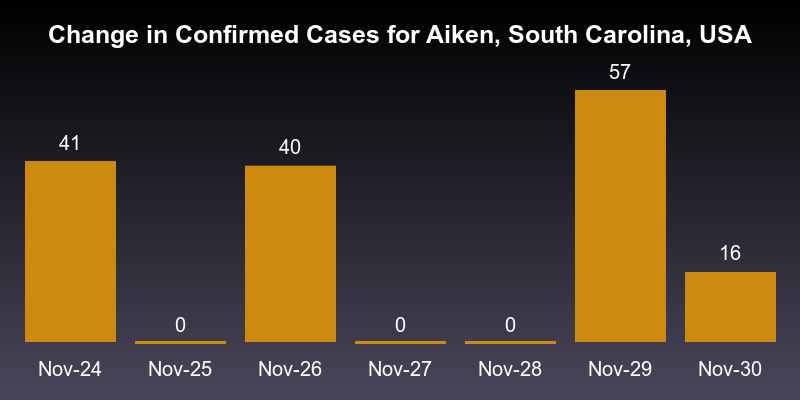 Change in Confirmed Cases for Aiken, South Carolina, USA
41
0
40
0
0
57
16
Nov-24
Nov-25
Nov-26
Nov-27
Nov-28
Nov-29
Nov-30